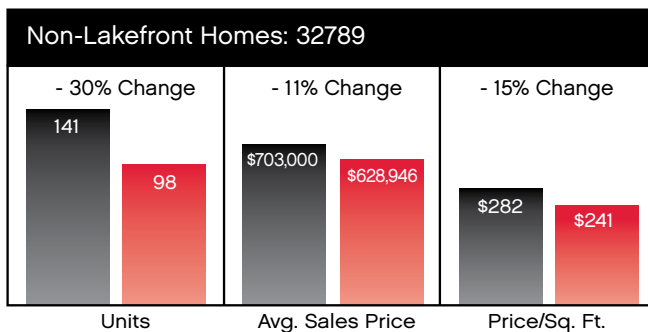 Non-Lakefront Homes: 32789
- 30% Change
141
98
Units
- 11% Change
$703,000
$628,946
Avg. Sales Price
- 15% Change
$282
$241
Price/Sq. Ft.